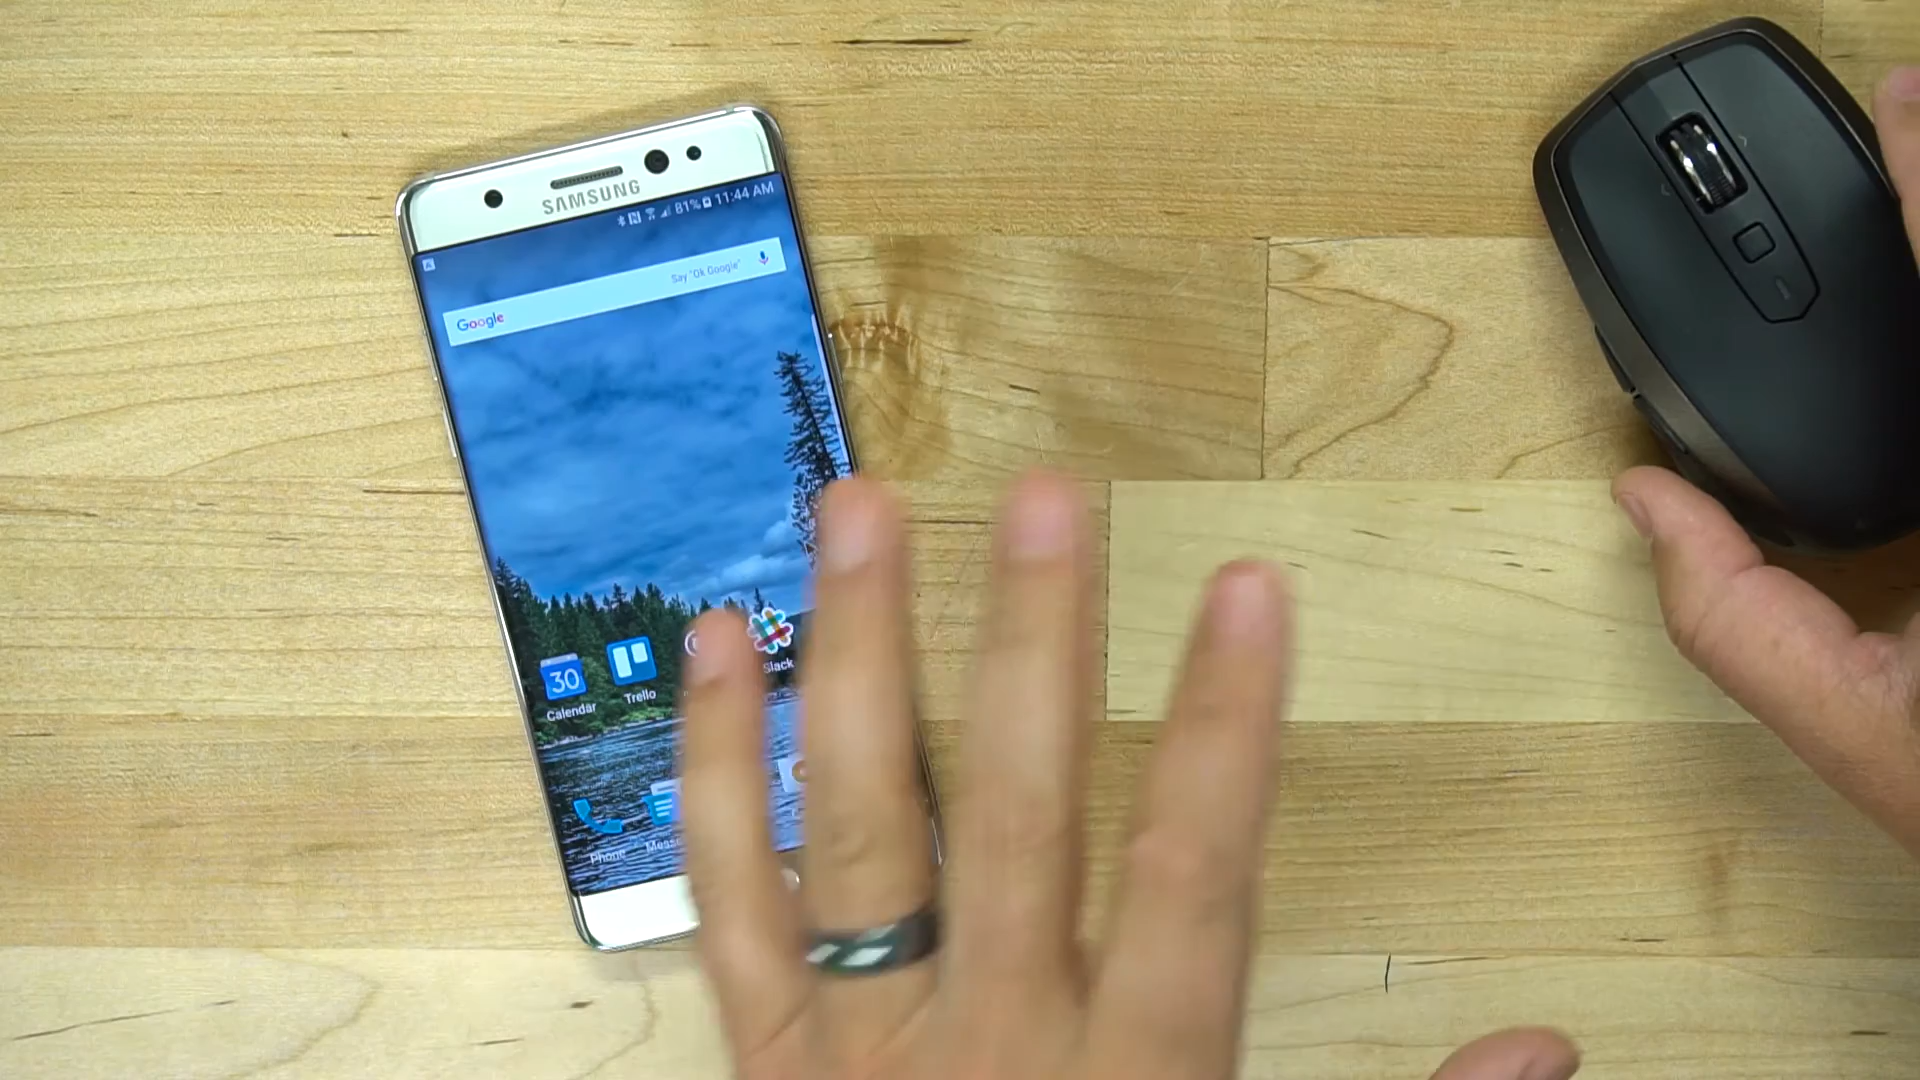 SAMSUNG
81% 11:44 AM
Say "Ok Google"
Google
30
Calendar
Trello
Slack
Phone